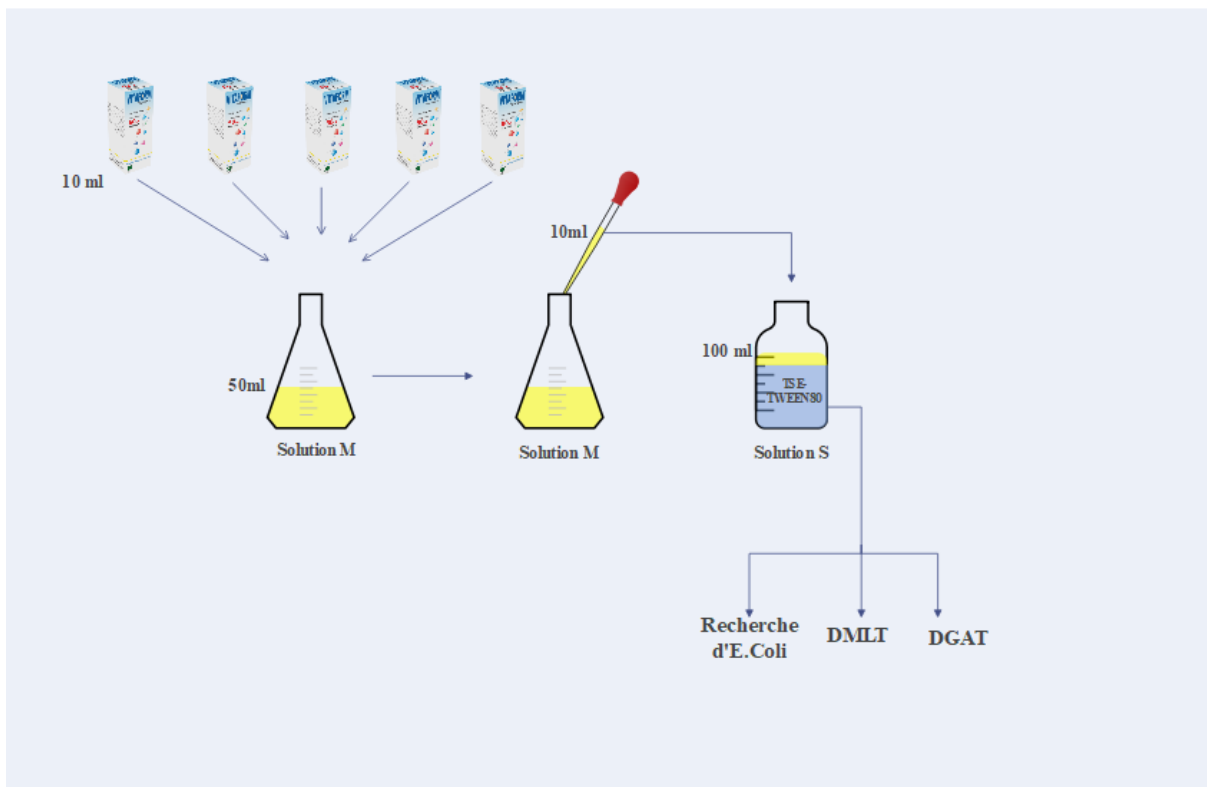 10 ml
10ml
50ml
100 ml
TSE-
TWEEN80
Solution M
Solution M
Solution S
Recherche
d'E.Coli
DMLT
DGAT